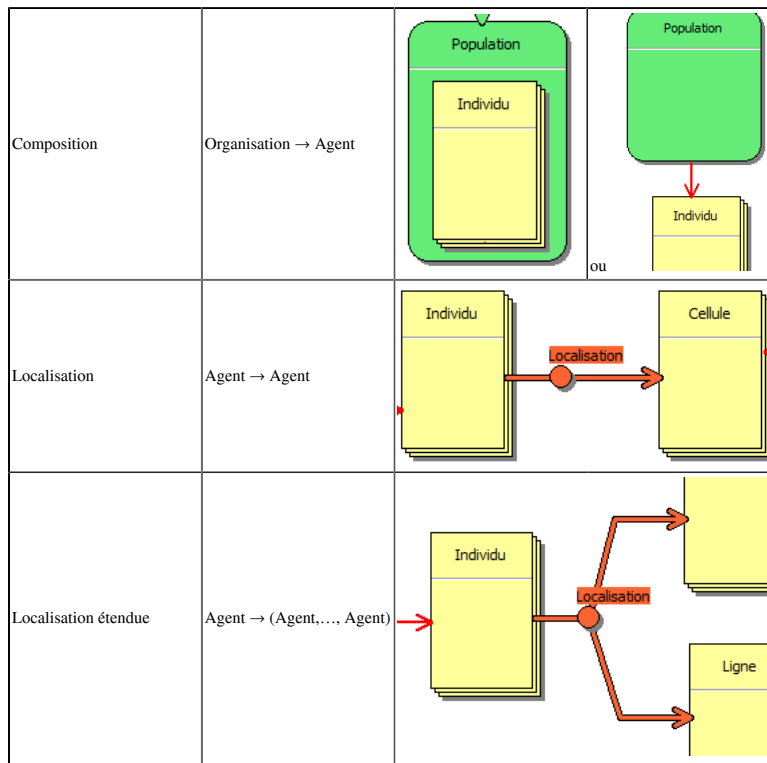 Composition
Organisation → Agent
Population
Individu
ou
Population
Individu
Localisation
Agent → Agent
Individu
Localisation
Cellule
Localisation étendue
Agent → (Agent,…, Agent)
Individu
Localisation
Ligne